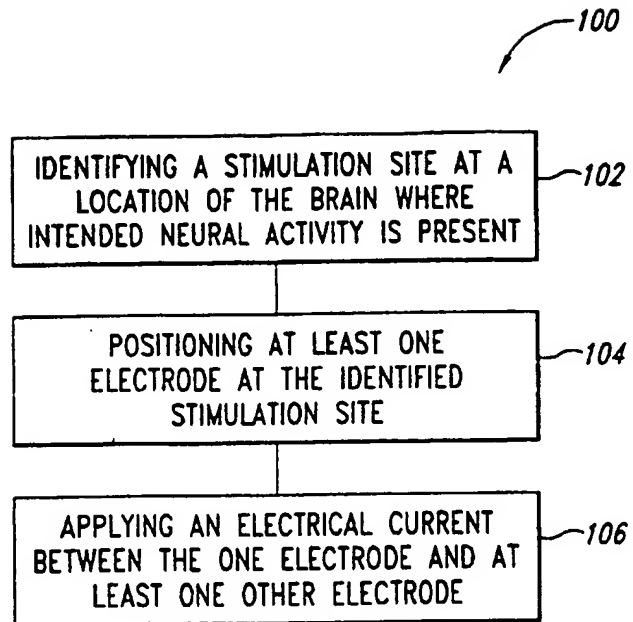 100
IDENTIFYING A STIMULATION SITE AT A
LOCATION OF THE BRAIN WHERE
INTENDED NEURAL ACTIVITY IS PRESENT
102
POSITIONING AT LEAST ONE
ELECTRODE AT THE IDENTIFIED
STIMULATION SITE
104
APPLYING AN ELECTRICAL CURRENT
BETWEEN THE ONE ELECTRODE AND AT
LEAST ONE OTHER ELECTRODE
106